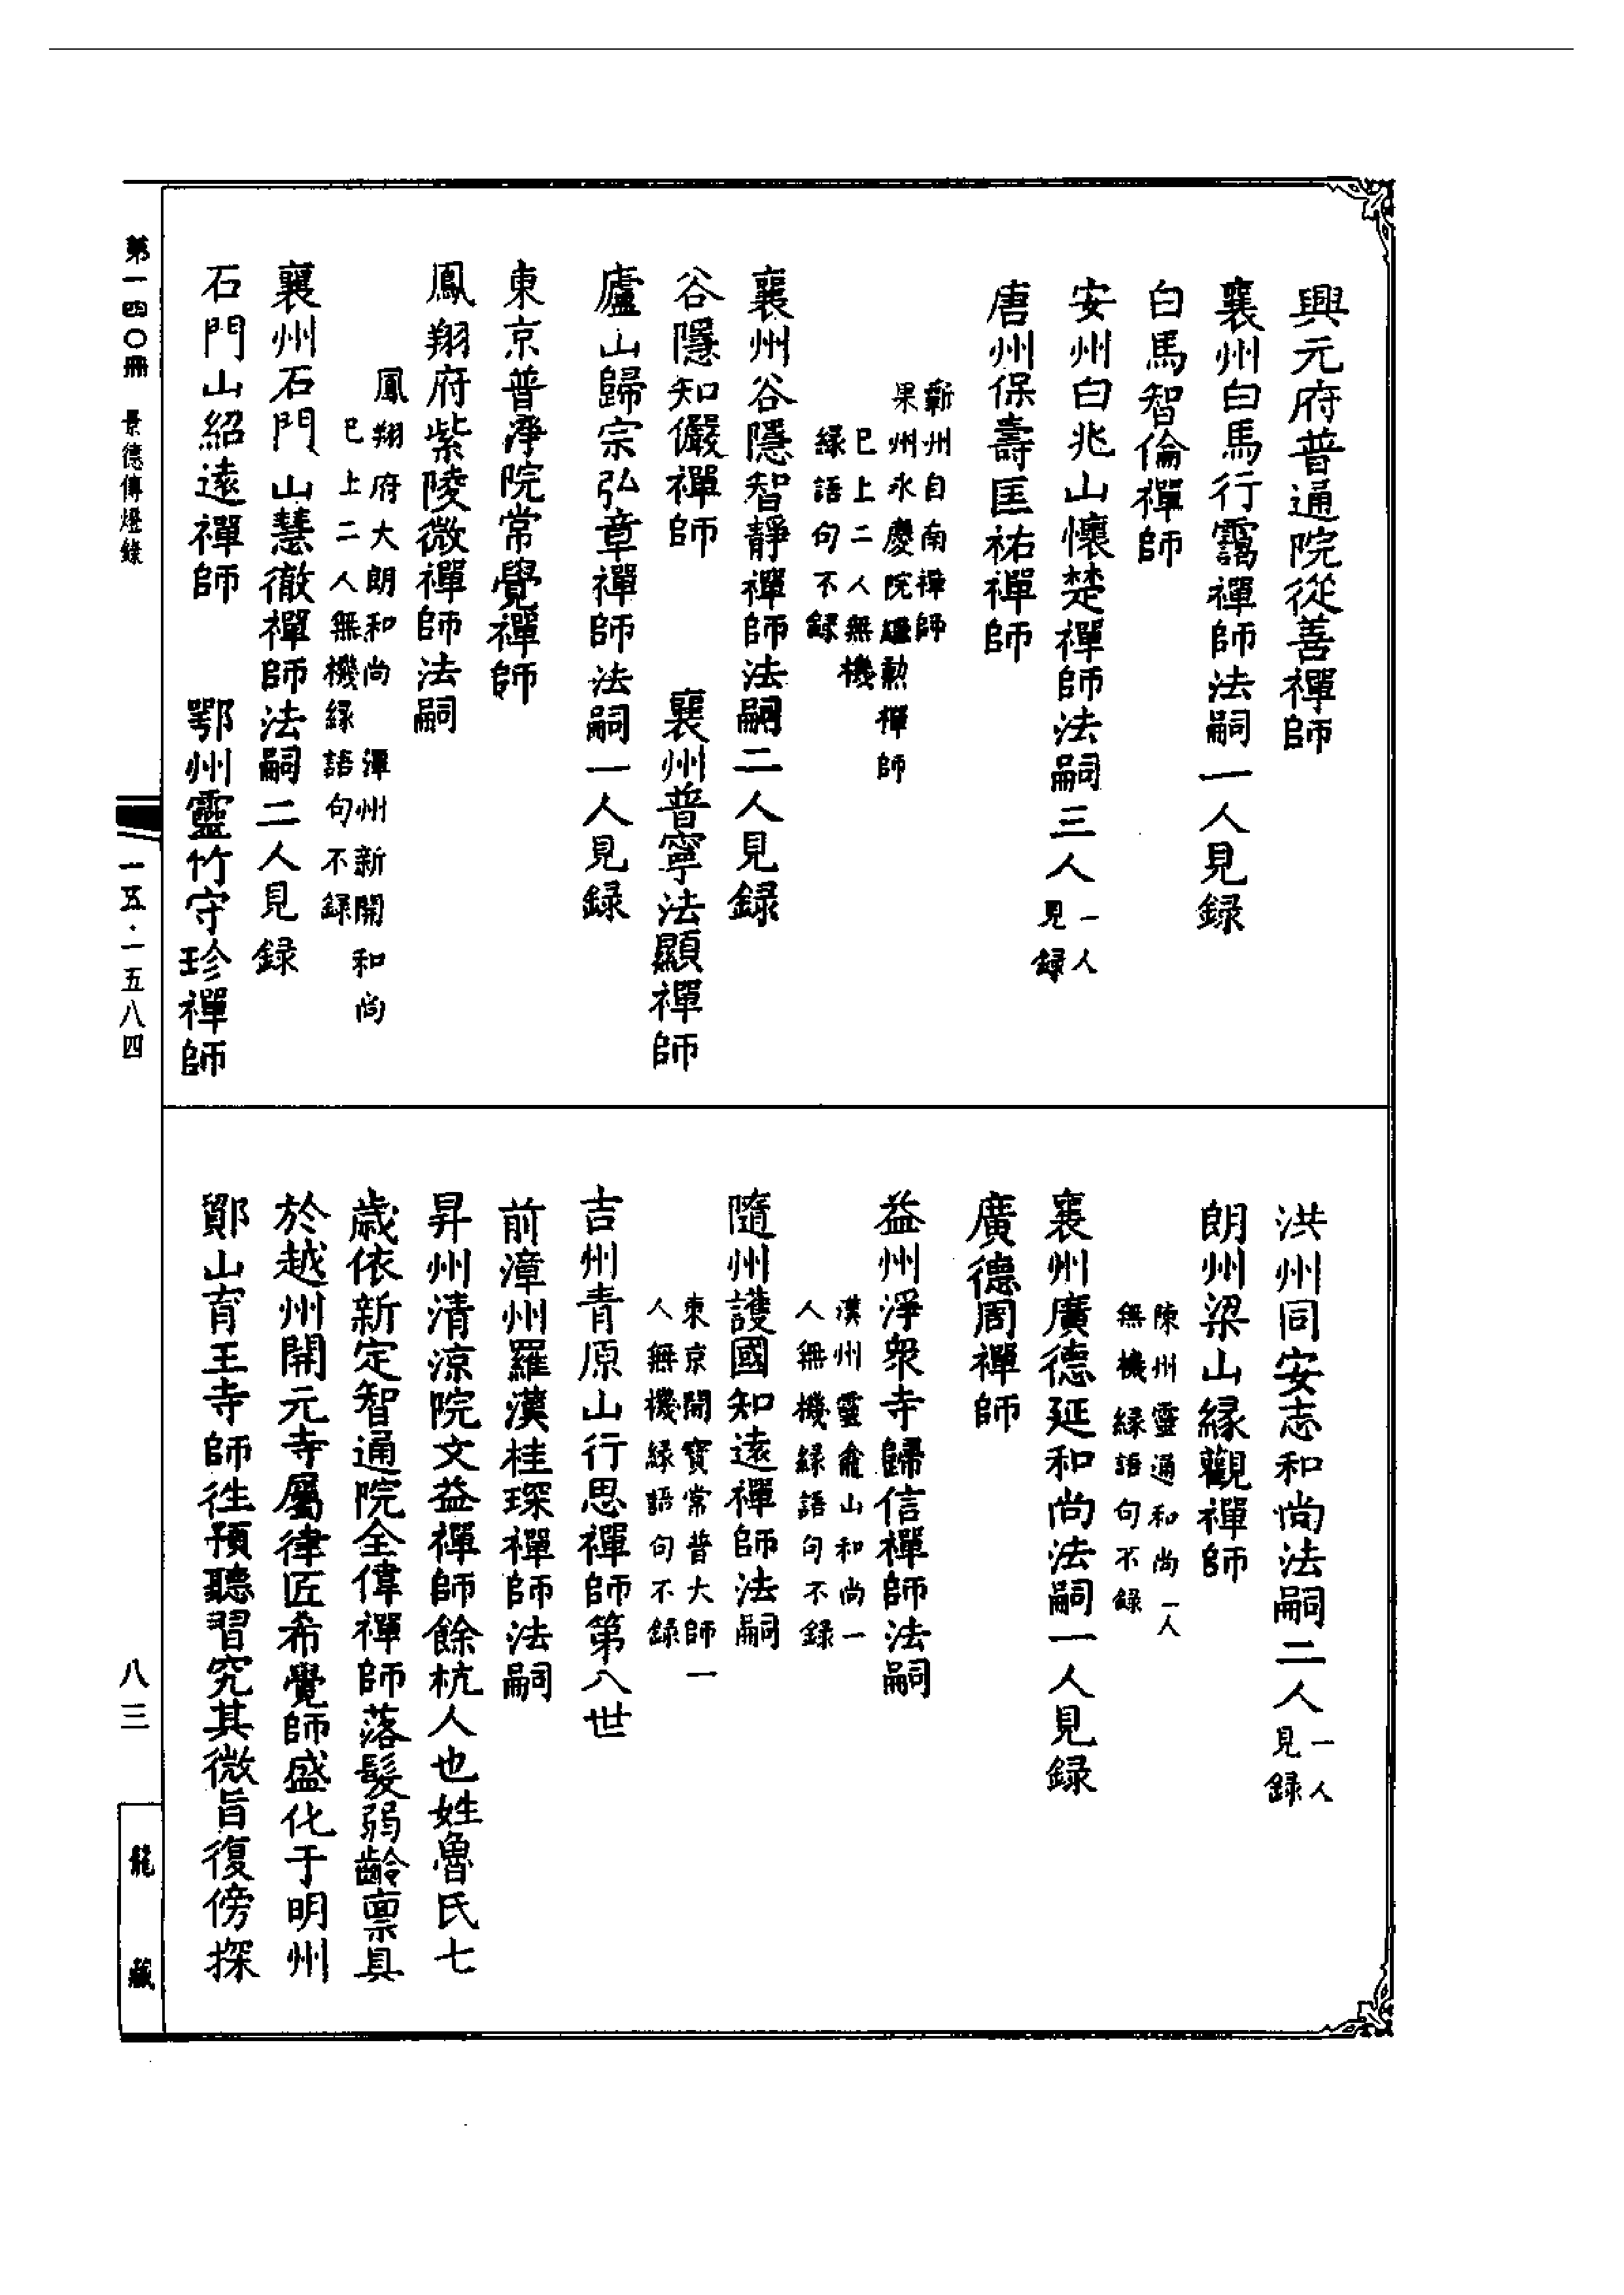 興元府普通院從善禪師
襄州白馬行靄禪師法嗣一人見録
白馬智倫禪師
安州白兆山懷楚禪師法嗣三人一人見録
唐州保壽匡祐禪師
蘄州自南禪師
果州永慶院繼勲禪師
已上二人無機
緣語句不録
襄州谷隱智靜禪師法嗣二人見録
谷隱知儼禪師 襄州普寧法顯禪師
廬山歸宗弘章禪師法嗣一人見録
東京普淨院常覺禪師
鳳翔府紫陵微禪師法嗣
鳳翔府大朗和尚 潭州新開和尚
已上二人無機緣語句不録
襄州石門山慧徹禪師法嗣二人見録
石門山紹遠禪師 鄂州靈竹守珍禪師
洪州同安志和尚法嗣二人一人見録
朗州梁山緣觀禪師
陳州靈通和尚一人
無機緣語句不録
襄州廣德延和尚法嗣一人見録
廣德周禪師
益州淨衆寺歸信禪師法嗣
漢州靈龕山和尚一
人無機緣語句不録
隨州護國知遠禪師法嗣
東京開寶常普大師一
人無機緣語句不録
吉州青原山行思禪師第八世
前漳州羅漢桂琛禪師法嗣
昇州清涼院文益禪師餘杭人也姓魯氏七
歲依新定智通院全偉禪師落髮弱齡禀具
於越州開元寺屬律匠希覺師盛化于明州
鄮山育王寺師徃預聽習究其微旨復傍探
第一四〇冊 景德傳燈錄
一五·一五八四
八三
龍藏